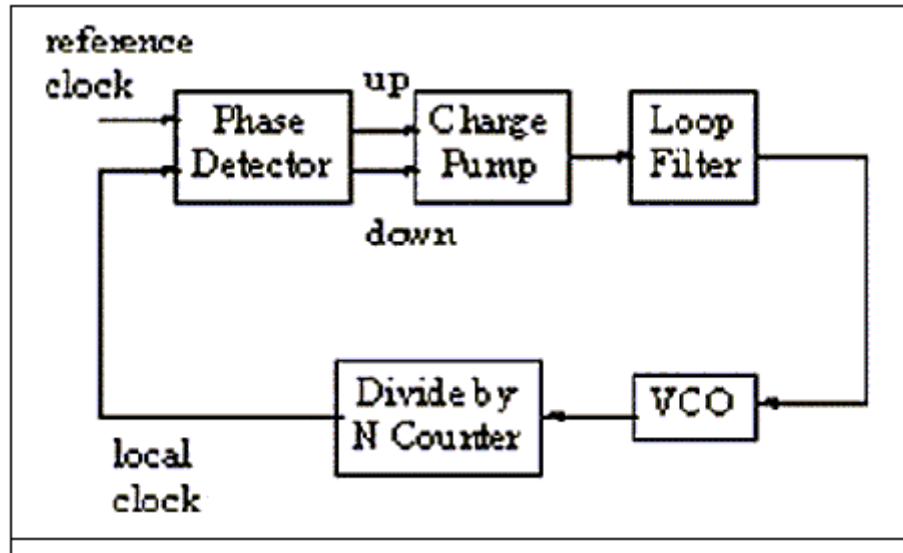 reference
clock
up
Phase
Detector
Charge
Pump
Loop
Filter
down
Divide by
N Counter
VCO
local
clock